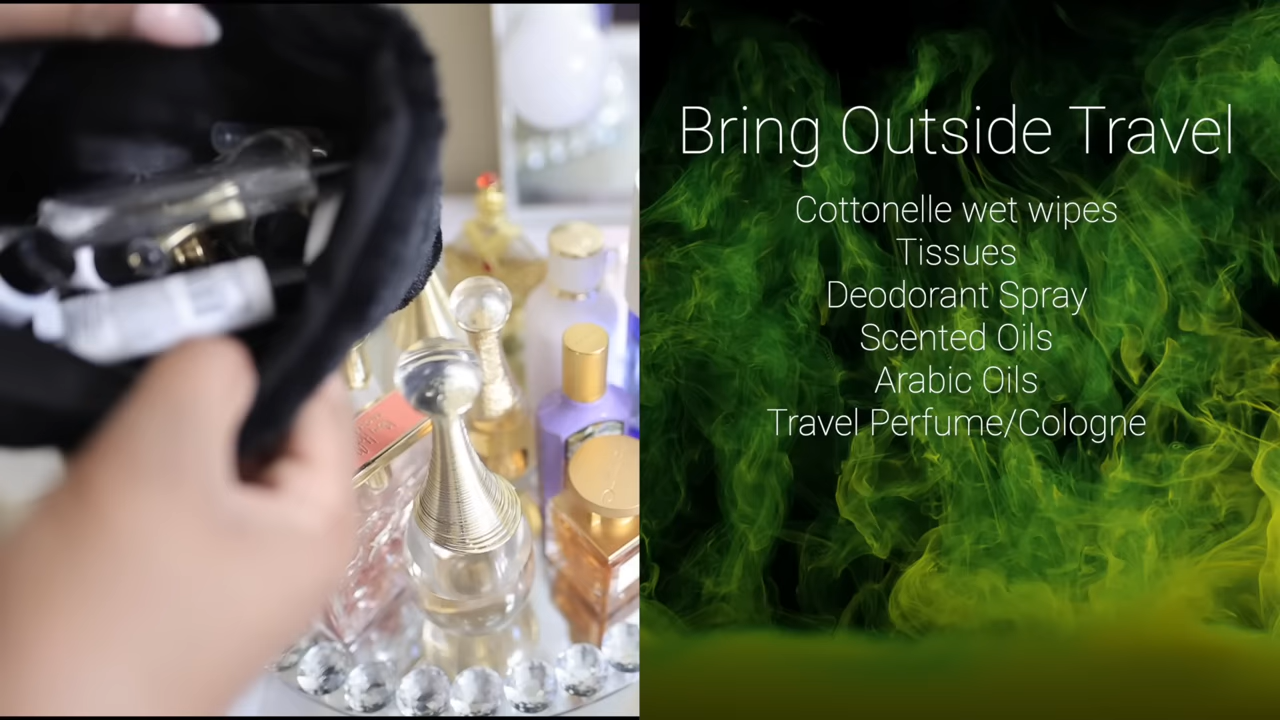 Bring Outside Travel
Cottonelle wet wipes
Tissues
Deodorant Spray
Scented Oils
Arabic Oils
Travel Perfume/Cologne